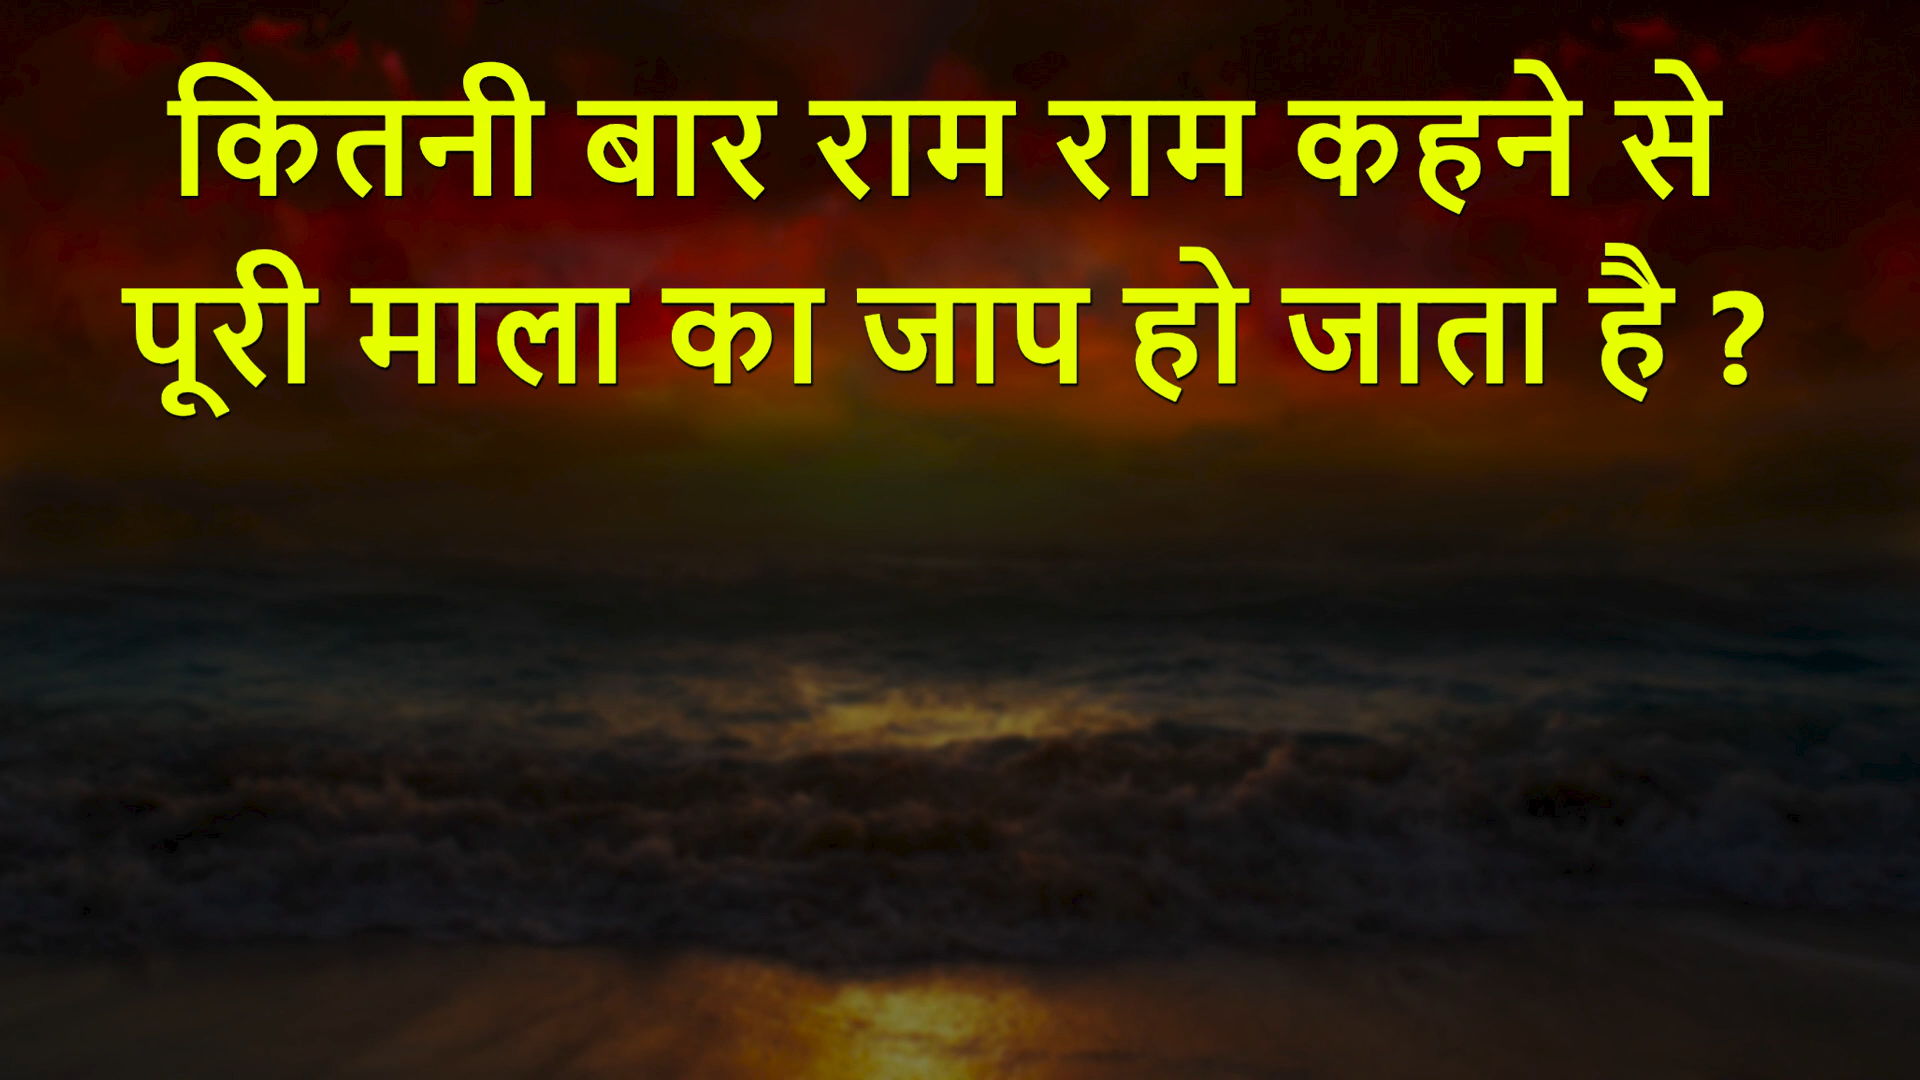 कितनी बार राम राम कहने से
पूरी माला का जाप हो जाता है ?